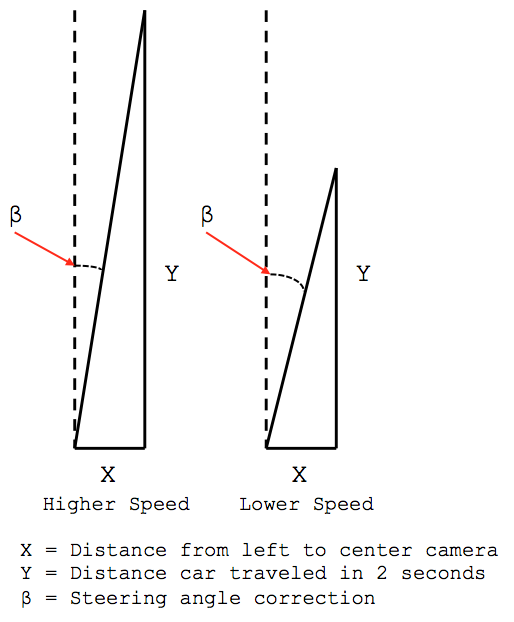 β β
Y Y
X X
Higher Speed Lower Speed
X = Distance from left to center camera
Y = Distance car traveled in 2 seconds
β = Steering angle correction